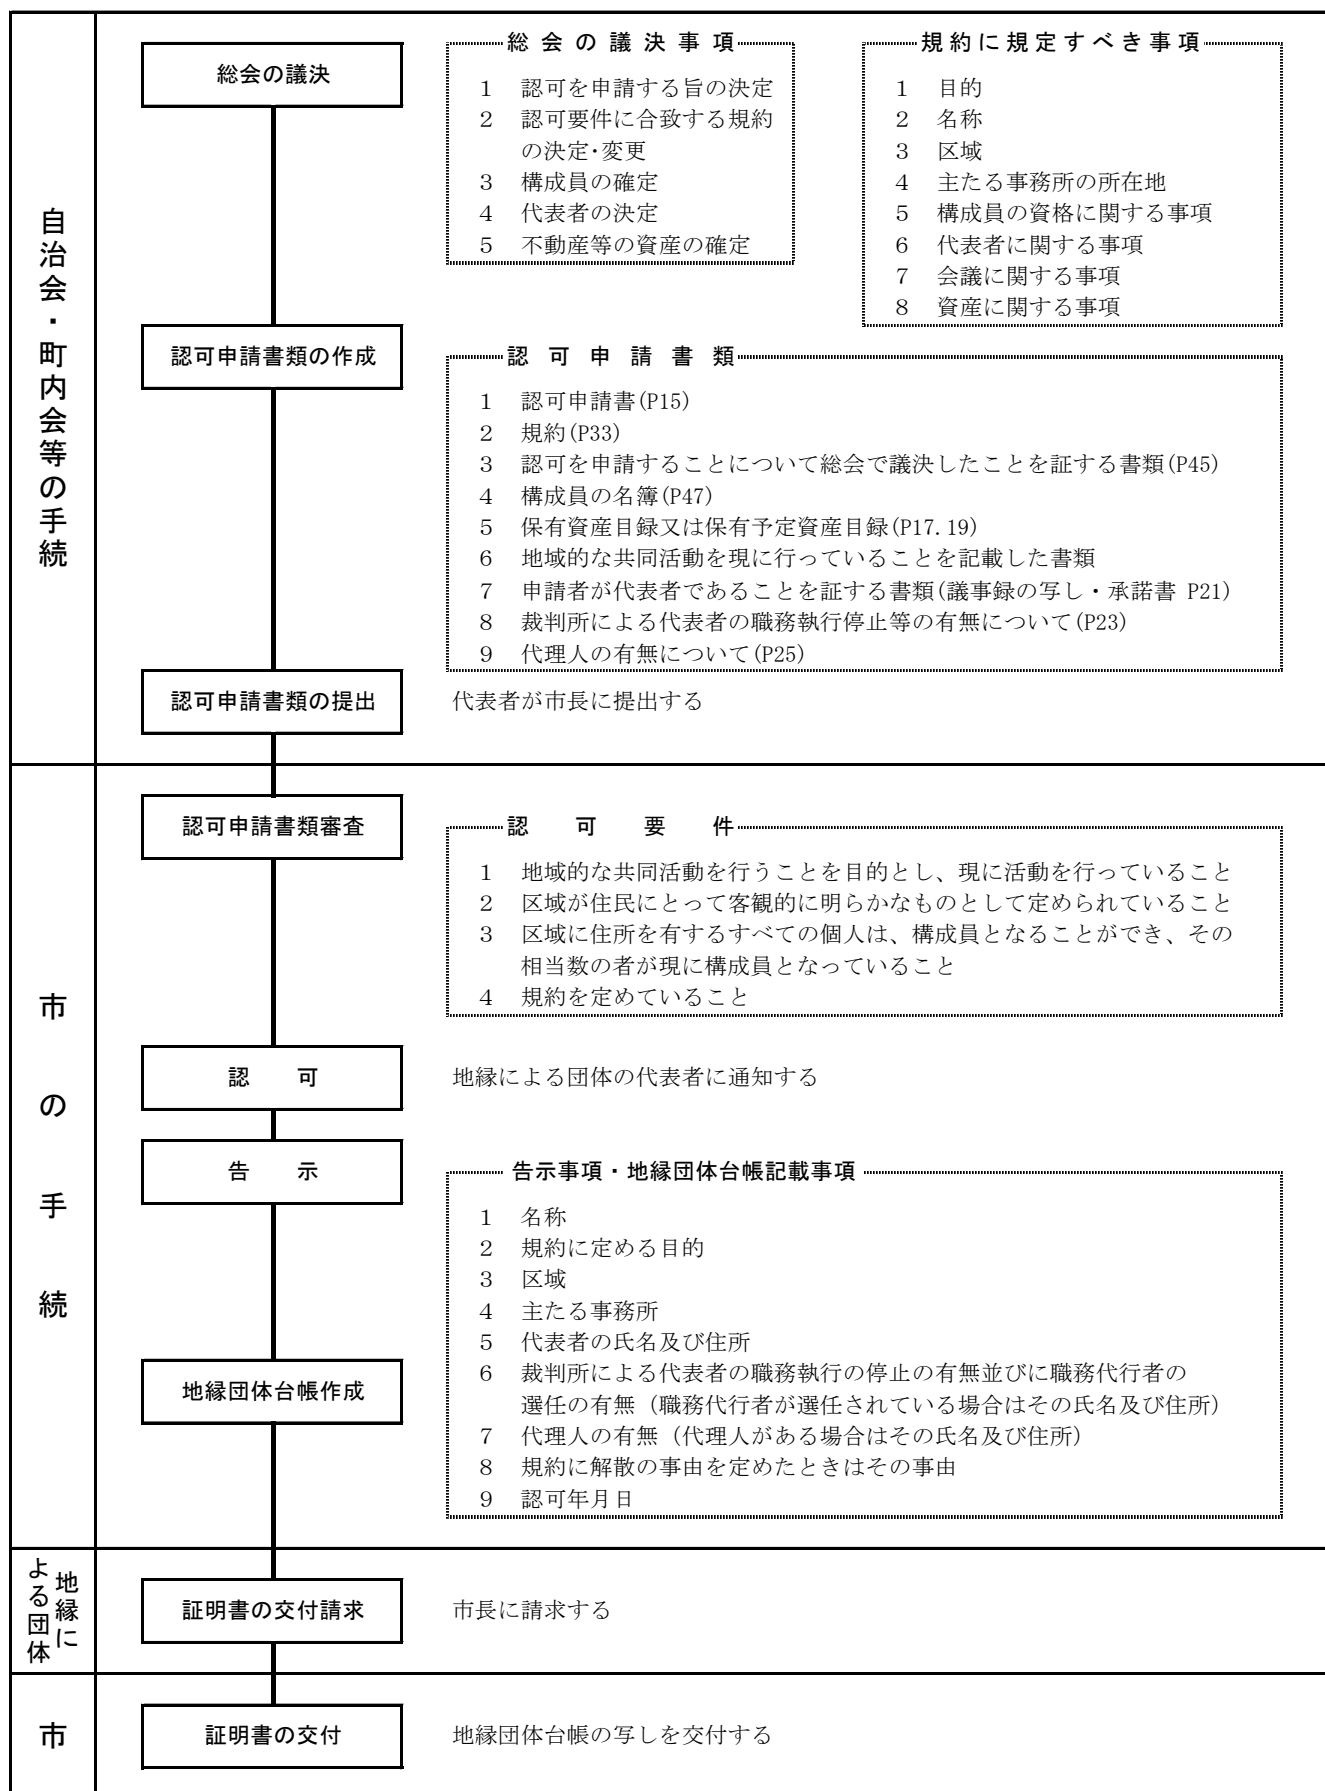 自治会・町内会等の手続
総会の議決
総会の議決事項
1 認可を申請する旨の決定
2 認可要件に合致する規約
の決定・変更
3 構成員の確定
4 代表者の決定
5 不動産等の資産の確定
規約に規定すべき事項
1 目的
2 名称
3 区域
4 主たる事務所の所在地
5 構成員の資格に関する事項
6 代表者に関する事項
7 会議に関する事項
8 資産に関する事項
認可申請書類の作成
認可申請書類
1 認可申請書(P15)
2 規約(P33)
3 認可を申請することについて総会で議決したことを証する書類(P45)
4 構成員の名簿(P47)
5 保有資産目録又は保有予定資産目録(P17.19)
6 地域的な共同活動を現に行っていることを記載した書類
7 申請者が代表者であることを証する書類(議事録の写し・承諾書 P21)
8 裁判所による代表者の職務執行停止等の有無について(P23)
9 代理人の有無について(P25)
認可申請書類の提出
代表者が市長に提出する
市の手続
認可申請書類審査
認可要件
1 地域的な共同活動を行うことを目的とし、現に活動を行っていること
2 区域が住民にとって客観的に明らかなものとして定められていること
3 区域に住所を有するすべての個人は、構成員となることができ、その
相当数の者が現に構成員となっていること
4 規約を定めていること
認 可
地縁による団体の代表者に通知する
告 示
告示事項・地縁団体台帳記載事項
1 名称
2 規約に定める目的
3 区域
4 主たる事務所
5 代表者の氏名及び住所
6 裁判所による代表者の職務執行の停止の有無並びに職務代行者の
選任の有無（職務代行者が選任されている場合はその氏名及び住所）
7 代理人の有無（代理人がある場合はその氏名及び住所）
8 規約に解散の事由を定めたときはその事由
9 認可年月日
地縁団体台帳作成
地縁に
よる団体
証明書の交付請求
市長に請求する
市
証明書の交付
地縁団体台帳の写しを交付する